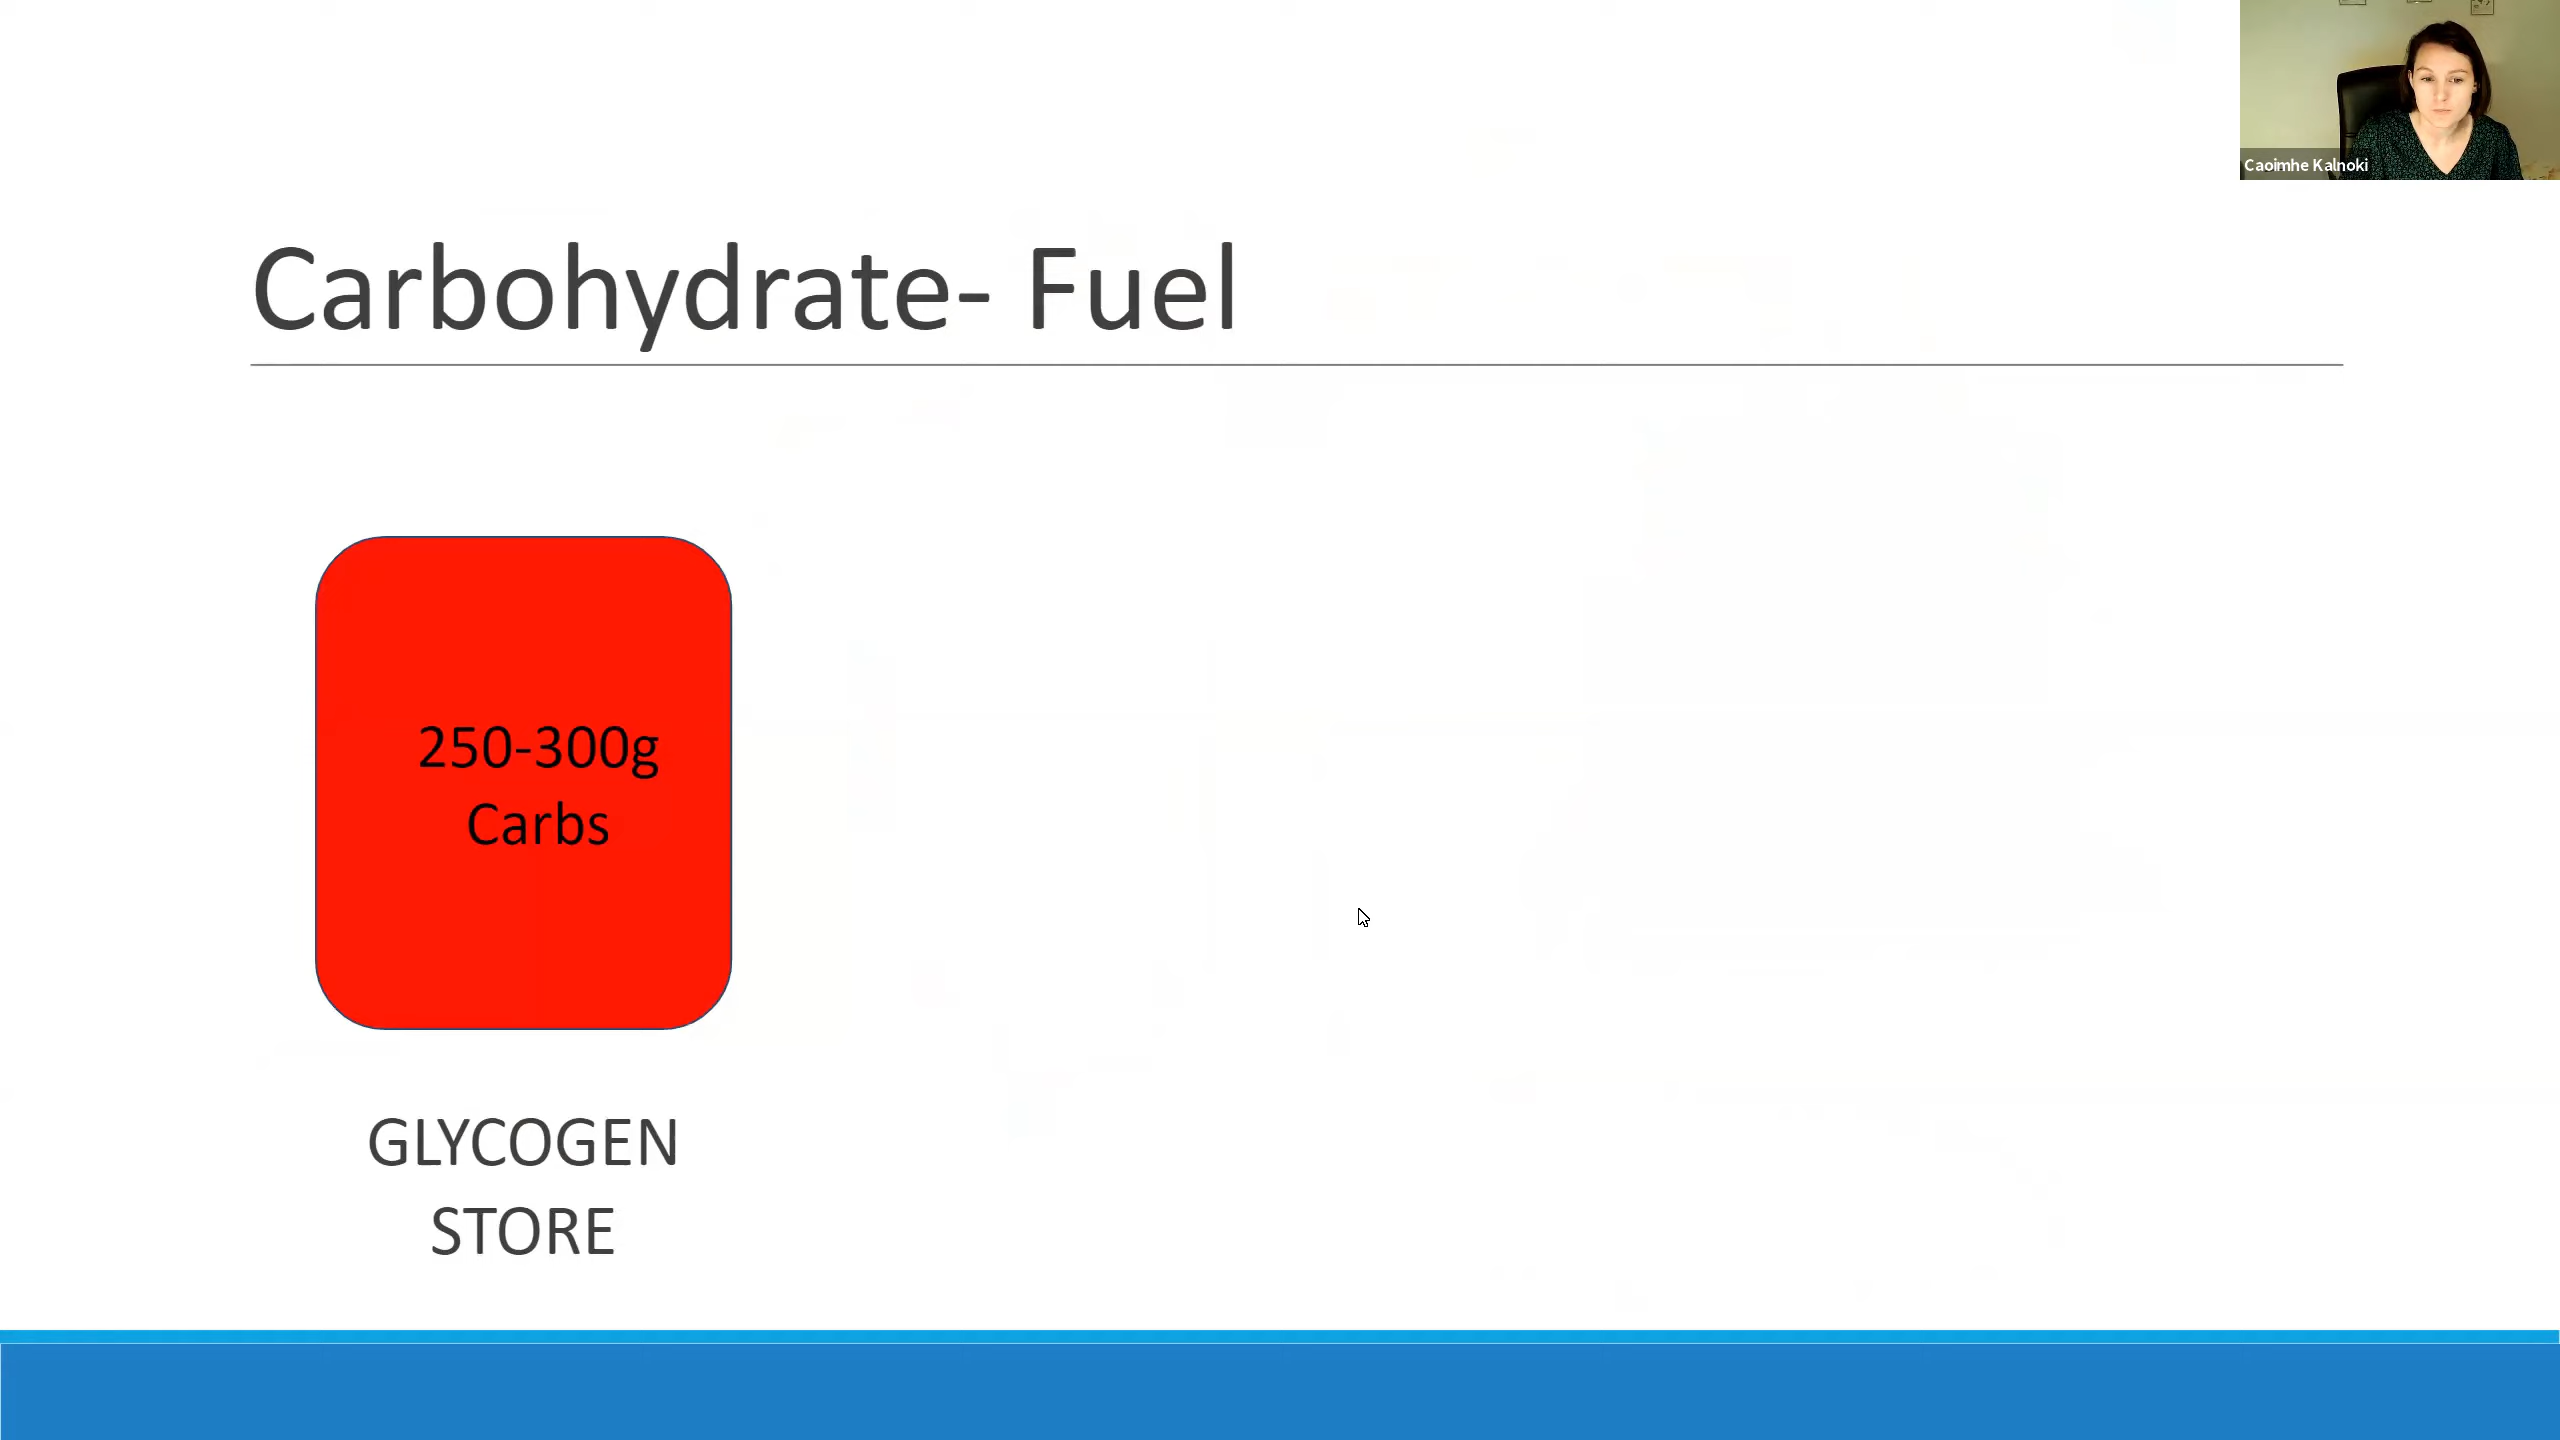 Caoimhe Kalnoki
Carbohydrate- Fuel
250-300g
Carbs
GLYCOGEN
STORE